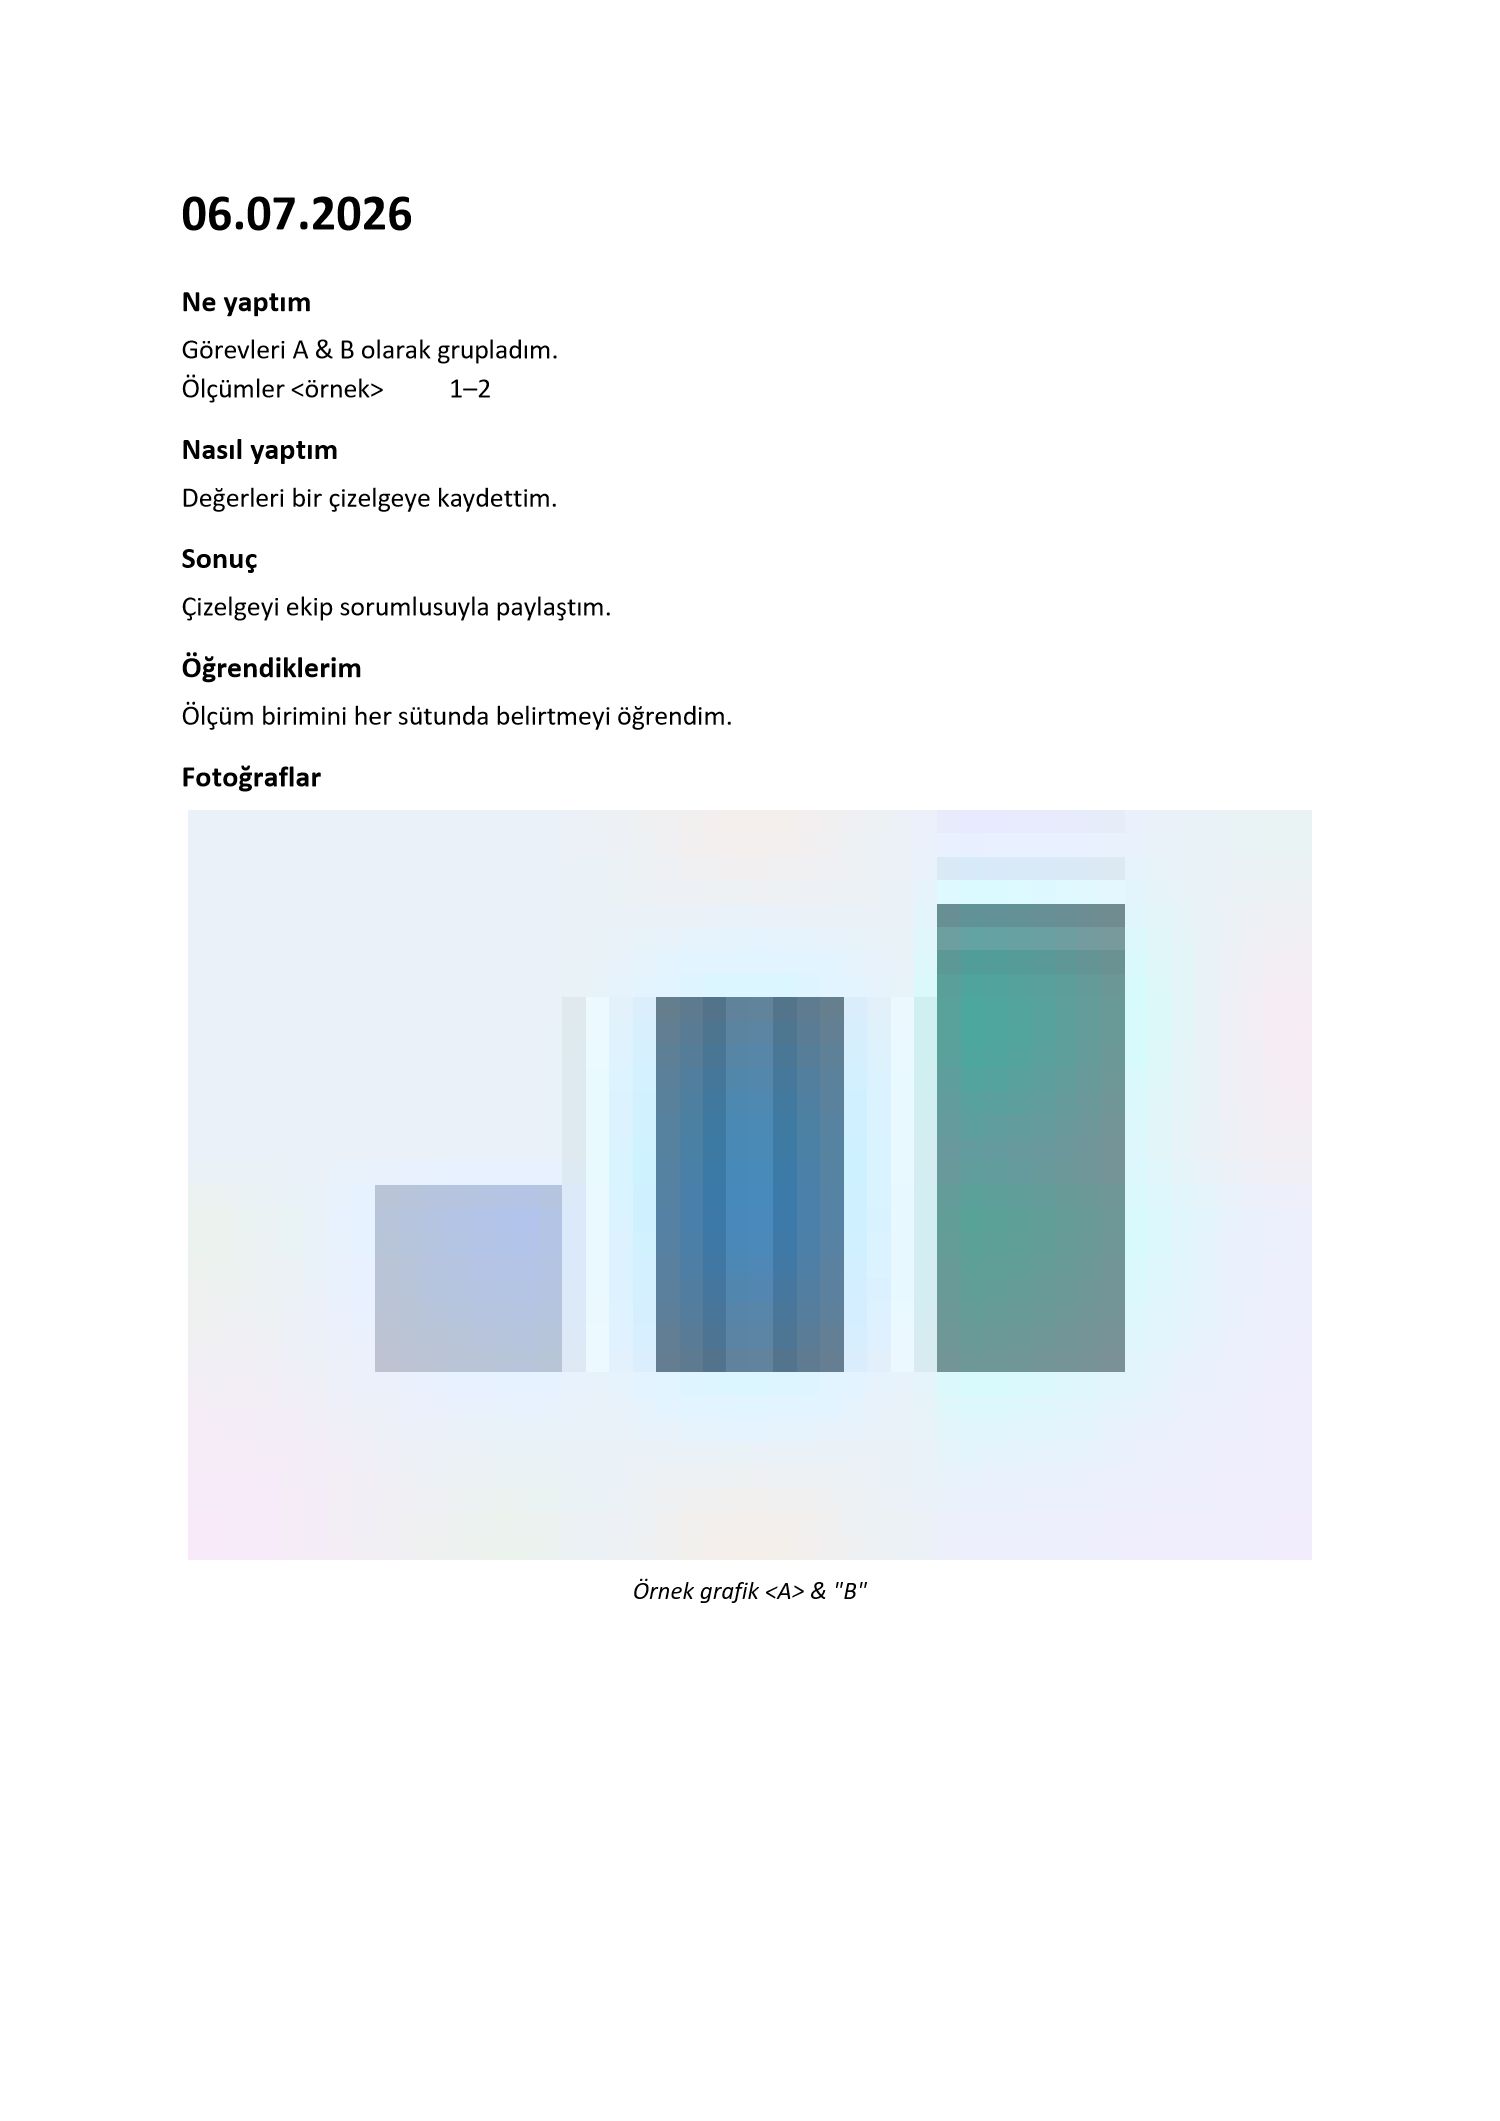 06.07.2026
Ne yaptım
Görevleri A & B olarak grupladım.
Ölçümler <örnek> 1–2
Nasıl yaptım
Değerleri bir çizelgeye kaydettim.
Sonuç
Çizelgeyi ekip sorumlusuyla paylaştım.
Öğrendiklerim
Ölçüm birimini her sütunda belirtmeyi öğrendim.
Fotoğraflar
Örnek grafik <A> & "B"